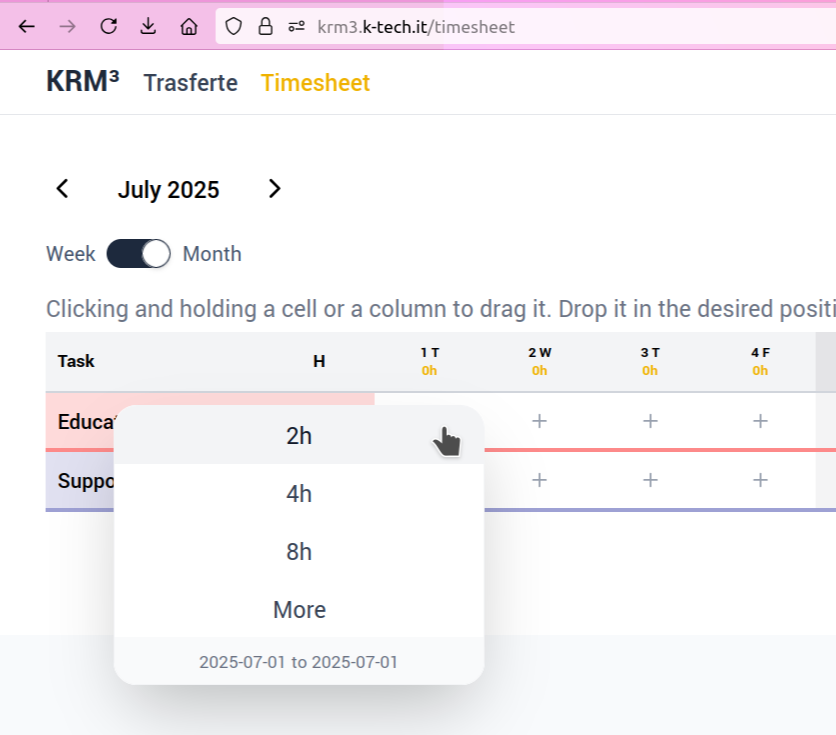 krm3.k-tech.it/timesheet
KRM³ Trasferte Timesheet
July 2025
Week Month
Clicking and holding a cell or a column to drag it. Drop it in the desired positi
Task H 1 T 2 W 3 T 4 F
0h 0h 0h 0h
Educa + + +
2h
Suppo + + +
4h
8h
More
2025-07-01 to 2025-07-01